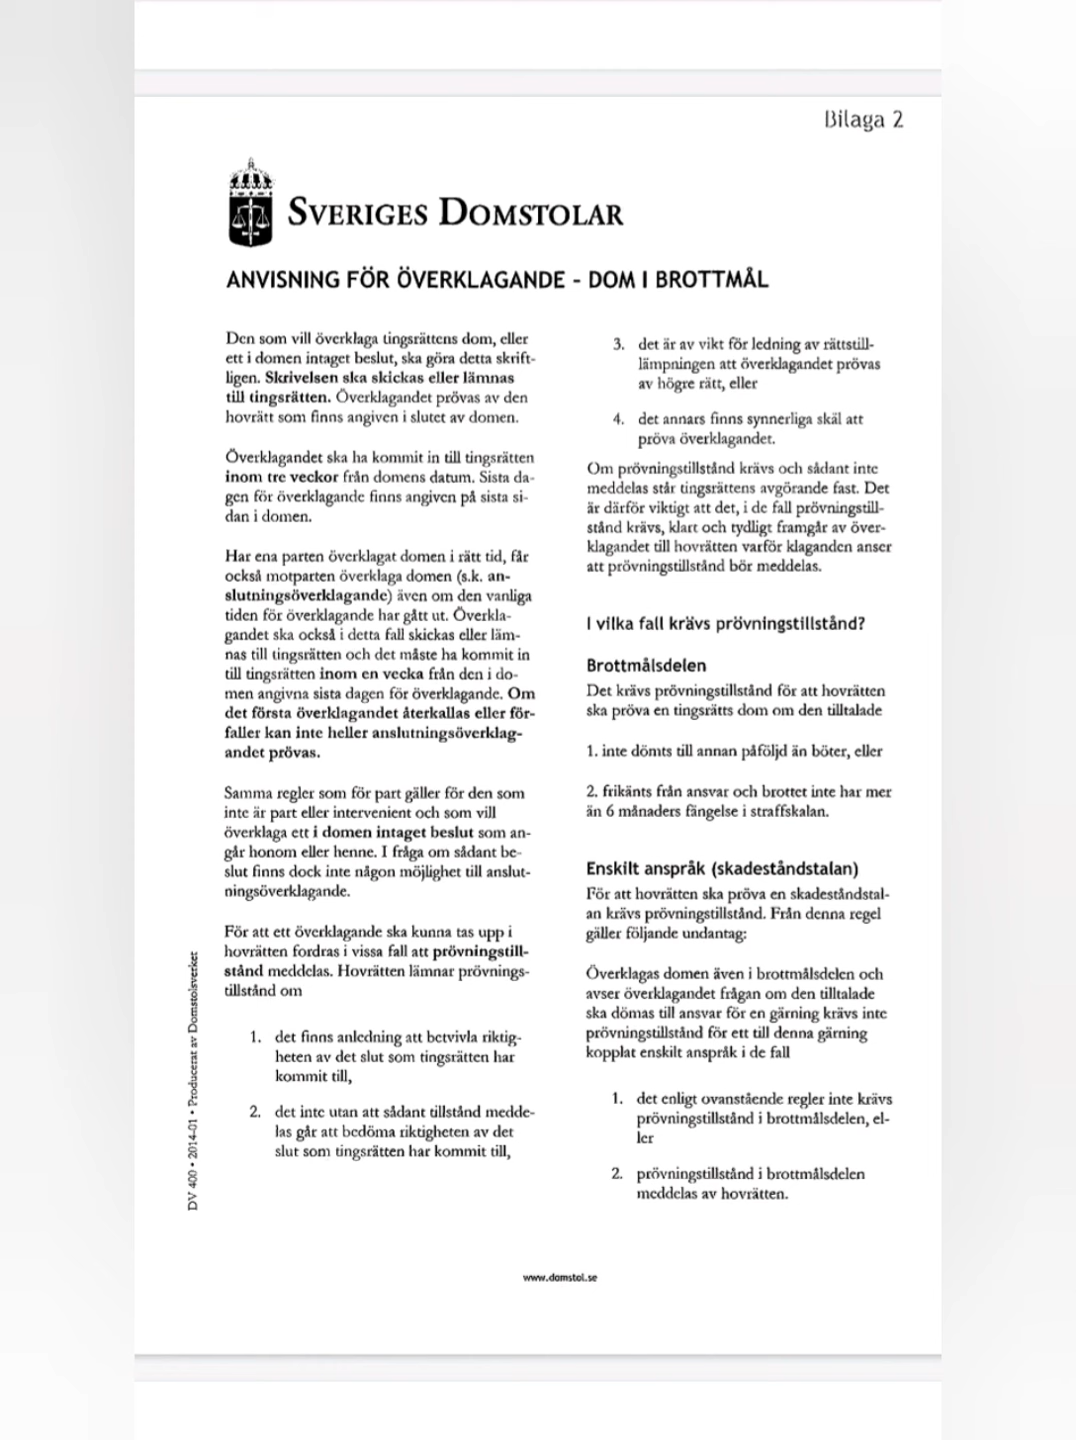 Bilaga 2
SVERIGES DOMSTOLAR
ANVISNING FÖR ÖVERKLAGANDE – DOM I BROTTMÅL
Den som vill överklaga tingsrättens dom, eller
ett i domen intaget beslut, ska göra detta skrift-
ligen. Skrivelsen ska skickas eller lämnas
till tingsrätten. Överklagandet prövas av den
hovrätt som finns angiven i slutet av domen.
Överklagandet ska ha kommit in till tingsrätten
inom tre veckor från domens datum. Sista da-
gen för överklagande finns angiven på sista si-
dan i domen.
Har ena parten överklagat domen i rätt tid, får
också motparten överklaga domen (s.k. an-
slutningsöverklagande) även om den vanliga
tiden för överklagande har gått ut. Överkla-
gandet ska också i detta fall skickas eller läm-
nas till tingsrätten och det måste ha kommit in
till tingsrätten inom en vecka från den i do-
men angivna sista dagen för överklagande. Om
det första överklagandet återkallas eller för-
faller kan inte heller anslutningsöverklag-
andet prövas.
Samma regler som för part gäller för den som
inte är part eller intervenient och som vill
överklaga ett i domen intaget beslut som an-
går honom eller henne. I fråga om sådant be-
slut finns dock inte någon möjlighet till anslut-
ningsöverklagande.
För att ett överklagande ska kunna tas upp i
hovrätten fordras i vissa fall att prövningstill-
stånd meddelas. Hovrätten lämnar prövnings-
tillstånd om
1. det finns anledning att betvivla riktig-
heten av det slut som tingsrätten har
kommit till,
2. det inte utan att sådant tillstånd medde-
las går att bedöma riktigheten av det
slut som tingsrätten har kommit till,
3. det är av vikt för ledning av rättstill-
lämpningen att överklagandet prövas
av högre rätt, eller
4. det annars finns synnerliga skäl att
pröva överklagandet.
Om prövningstillstånd krävs och sådant inte
meddelas står tingsrättens avgörande fast. Det
är därför viktigt att det, i de fall prövningstill-
stånd krävs, klart och tydligt framgår av över-
klagandet till hovrätten varför klaganden anser
att prövningstillstånd bör meddelas.
I vilka fall krävs prövningstillstånd?
Brottmålsdelen
Det krävs prövningstillstånd för att hovrätten
ska pröva en tingsrätts dom om den tilltalade
1. inte dömts till annan påföljd än böter, eller
2. frikänts från ansvar och brottet inte har mer
än 6 månaders fängelse i straffskalan.
Enskilt anspråk (skadeståndstalan)
För att hovrätten ska pröva en skadeståndstal-
an krävs prövningstillstånd. Från denna regel
gäller följande undantag:
Överklagas domen även i brottmålsdelen och
avser överklagandet frågan om den tilltalade
ska dömas till ansvar för en gärning krävs inte
prövningstillstånd för ett till denna gärning
kopplat enskilt anspråk i de fall
1. det enligt ovanstående regler inte krävs
prövningstillstånd i brottmålsdelen, el-
ler
2. prövningstillstånd i brottmålsdelen
meddelas av hovrätten.
DV 400 • 2014-01 • Producerat av Domstolsverket
www.domstol.se